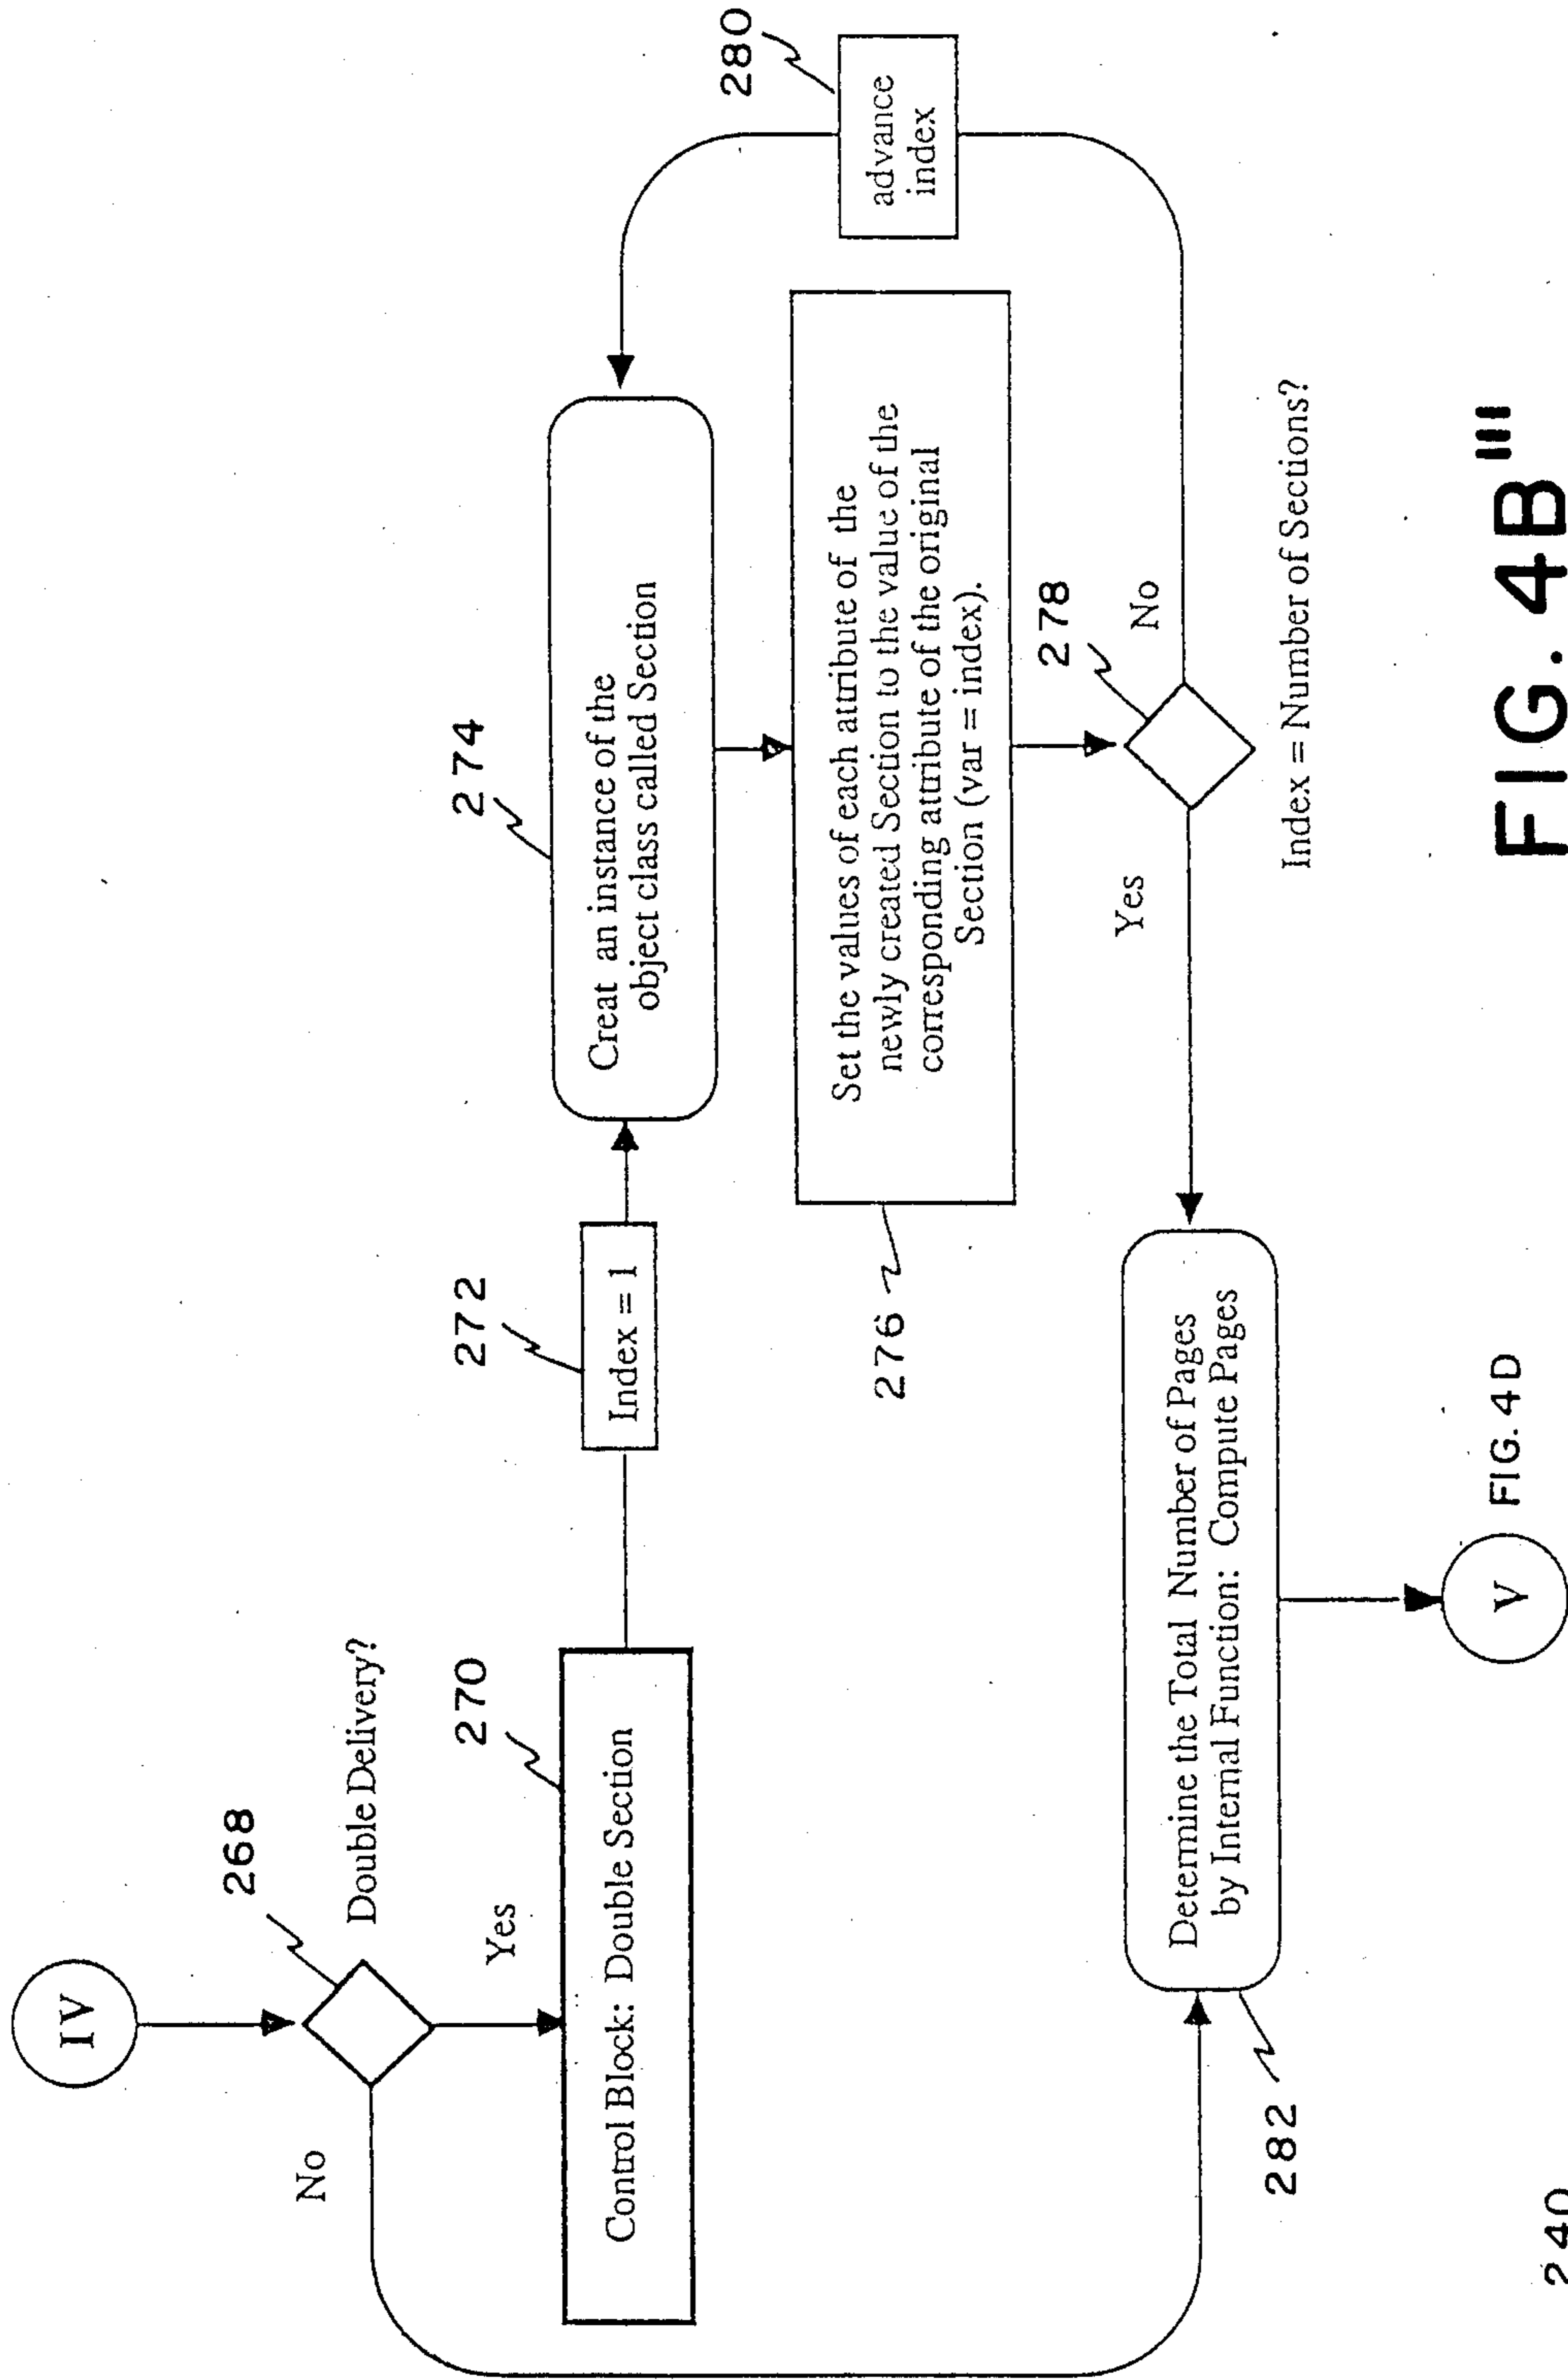 IV
268
Double Delivery?
No
Yes
270
Control Block: Double Section
272
Index = 1
274
Creat an instance of the
object class called Section
280
advance
index
276
Set the values of each attribute of the
newly created Section to the value of the
corresponding attribute of the original
Section (var = index).
278
No
Yes
Index = Number of Sections?
282
Determine the Total Number of Pages
by Internal Function: Compute Pages
V
FIG. 4D
FIG. 4B'''
240